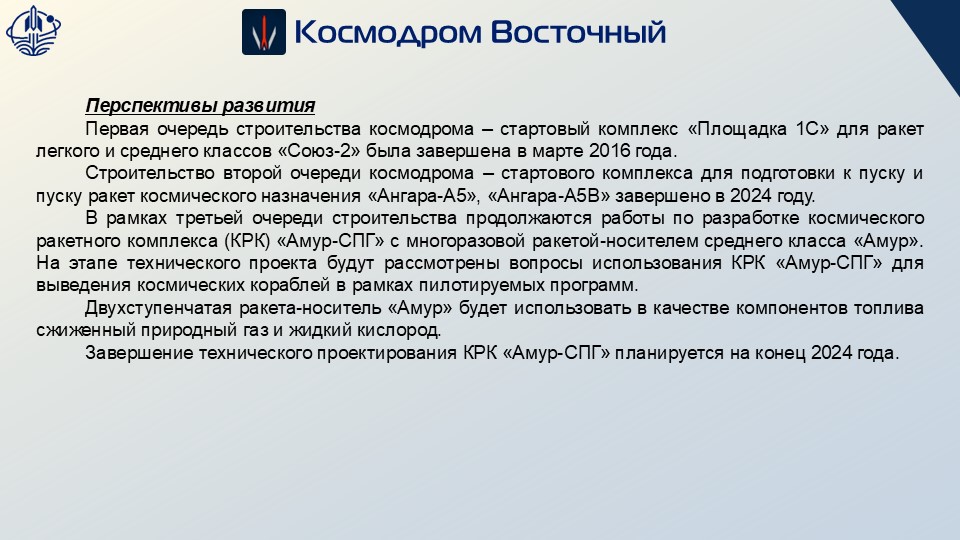 Космодром Восточный
Перспективы развития
Первая очередь строительства космодрома – стартовый комплекс «Площадка 1С» для ракет
легкого и среднего классов «Союз-2» была завершена в марте 2016 года.
Строительство второй очереди космодрома – стартового комплекса для подготовки к пуску и
пуску ракет космического назначения «Ангара-А5», «Ангара-А5В» завершено в 2024 году.
В рамках третьей очереди строительства продолжаются работы по разработке космического
ракетного комплекса (КРК) «Амур-СПГ» с многоразовой ракетой-носителем среднего класса «Амур».
На этапе технического проекта будут рассмотрены вопросы использования КРК «Амур-СПГ» для
выведения космических кораблей в рамках пилотируемых программ.
Двухступенчатая ракета-носитель «Амур» будет использовать в качестве компонентов топлива
сжиженный природный газ и жидкий кислород.
Завершение технического проектирования КРК «Амур-СПГ» планируется на конец 2024 года.